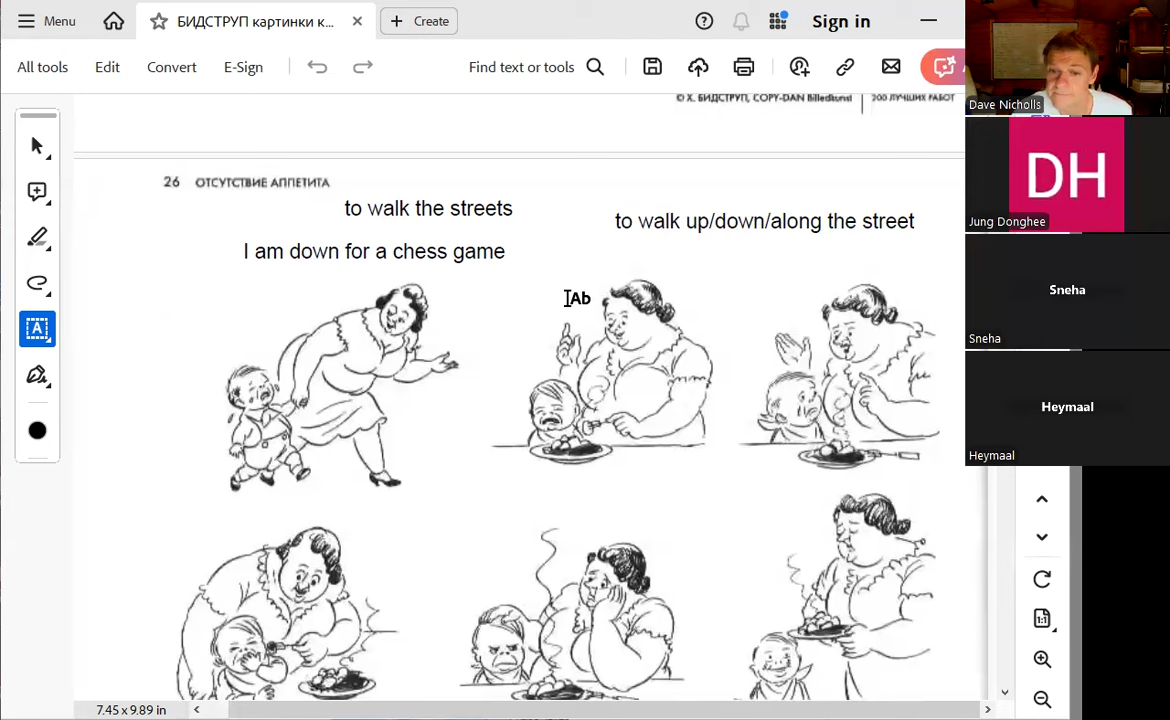 Menu
БИДСТРУП картинки к...
Create
Sign in
All tools
Edit
Convert
E-Sign
Find text or tools
© Х. БИДСТРУП, COPY-DAN Billedkunst
200 ЛУЧШИХ РАБОТ
26 ОТСУТСТВИЕ АППЕТИТА
to walk the streets
to walk up/down/along the street
I am down for a chess game
Ab
A
1:1
7.45 x 9.89 in
Dave Nicholls
DH
Jung Donghee
Sneha
Sneha
Heymaal
Heymaal